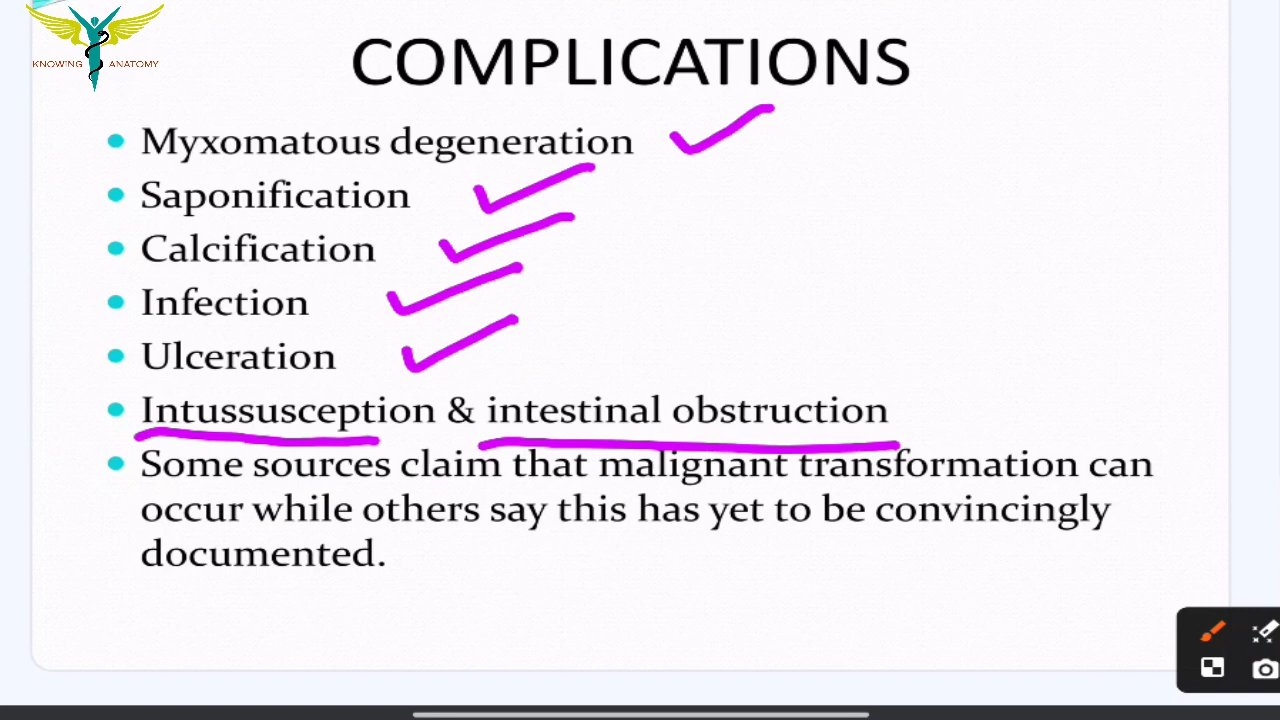 KNOWING ANATOMY
COMPLICATIONS
Myxomatous degeneration
Saponification
Calcification
Infection
Ulceration
Intussusception & intestinal obstruction
Some sources claim that malignant transformation can
occur while others say this has yet to be convincingly
documented.